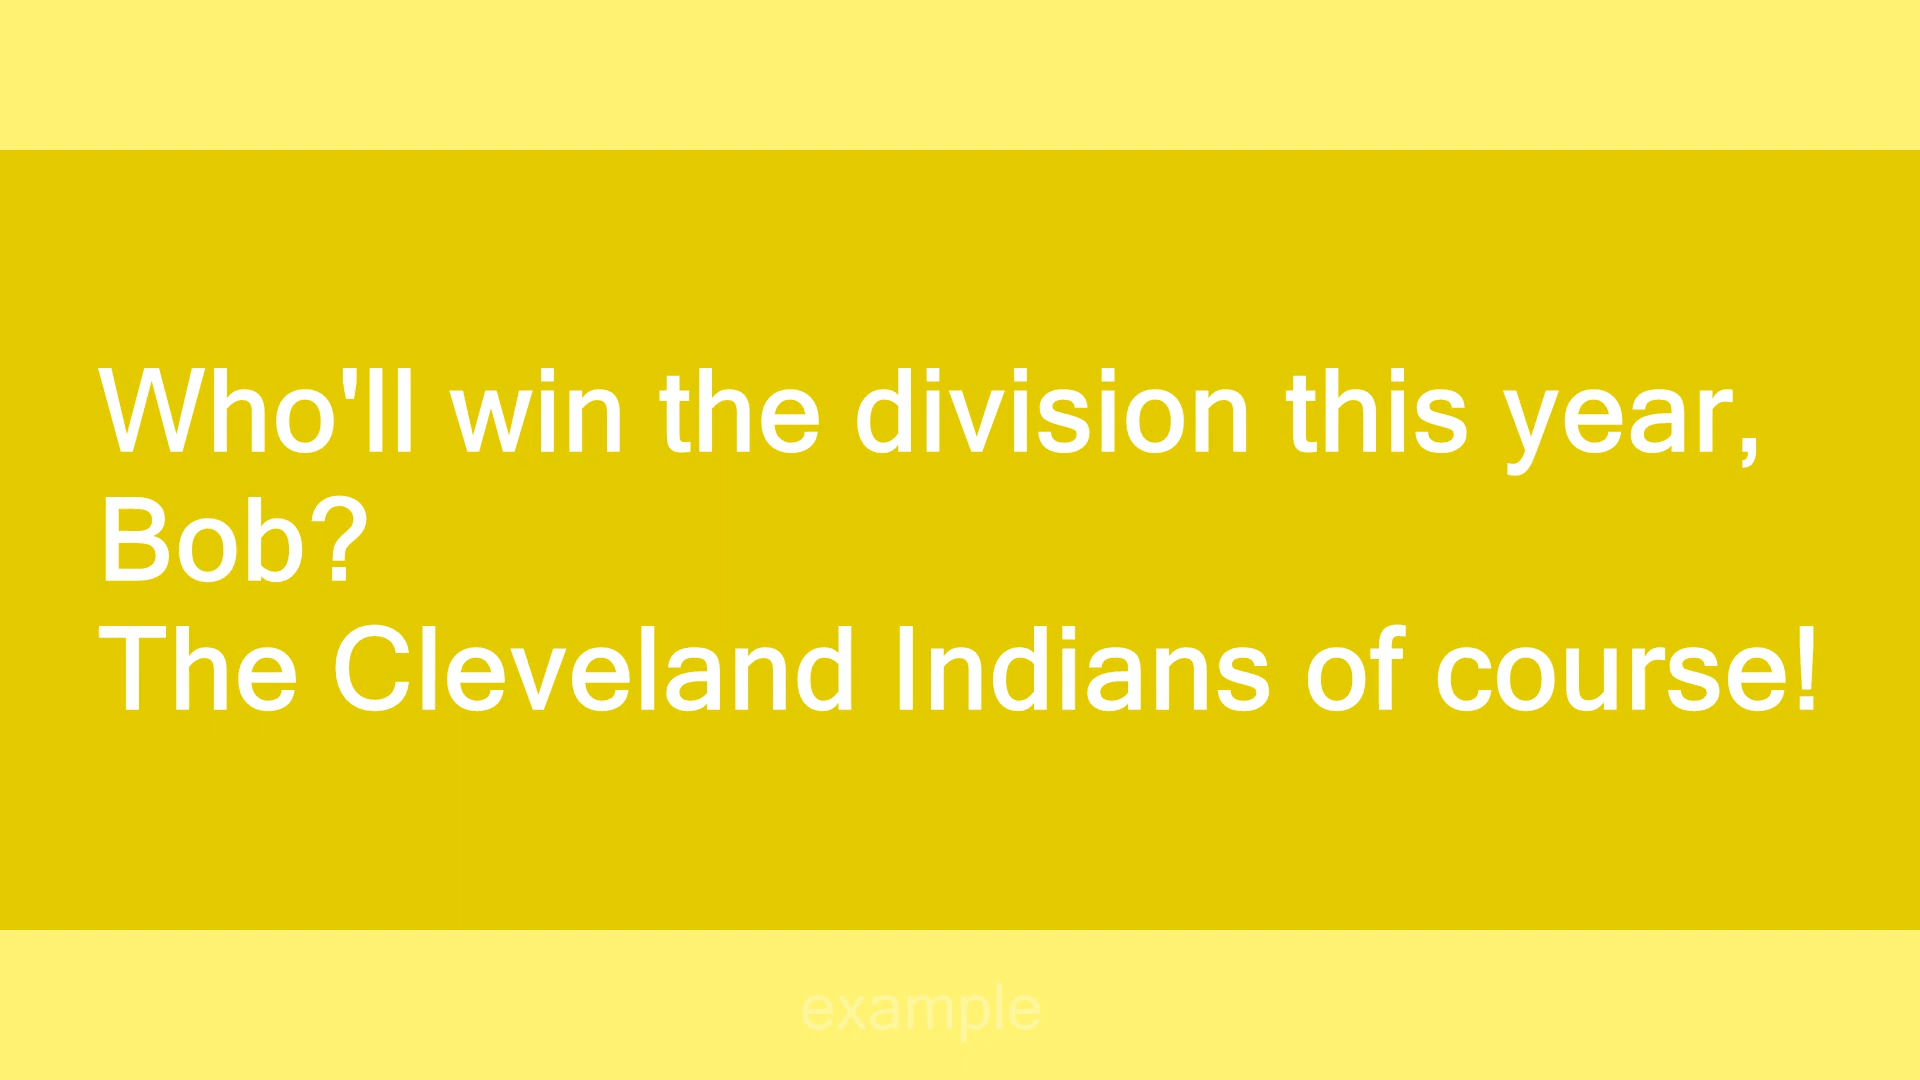 Who'll win the division this year,
Bob?
The Cleveland Indians of course!
example